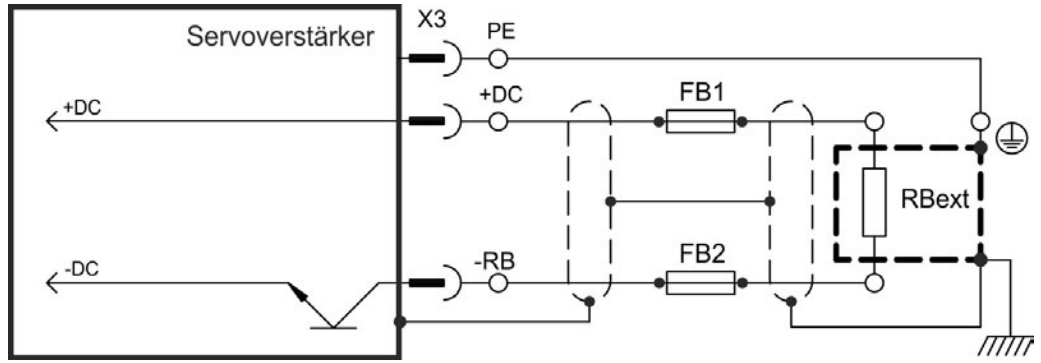 X3
PE
Servoverstärker
+DC
+DC
FB1
RBext
-DC
-RB
FB2